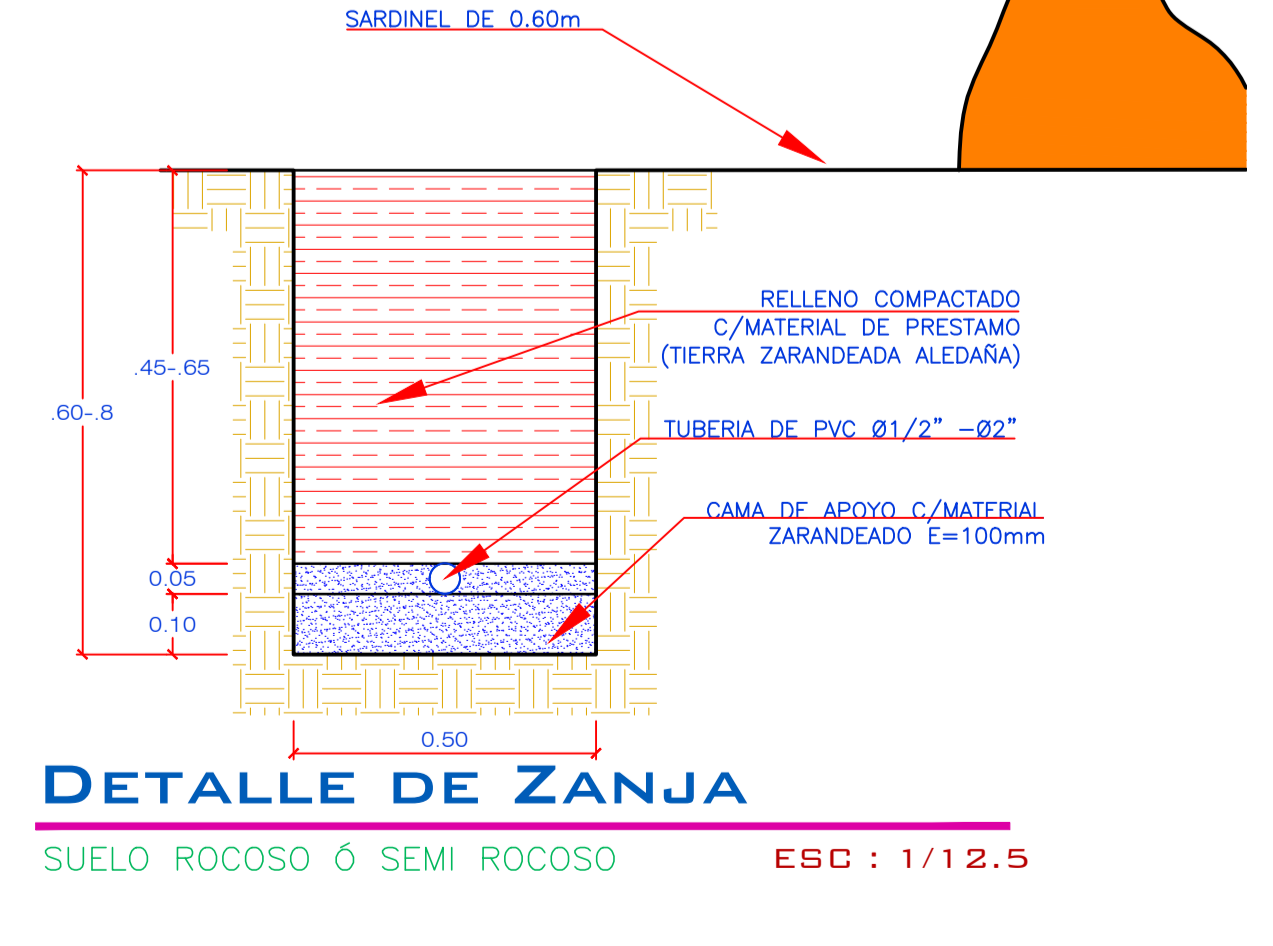 SARDINEL DE 0.60m
RELLENO COMPACTADO
C/MATERIAL DE PRESTAMO
(TIERRA ZARANDEADA ALEDAÑA)
.45-.65
.60-.8
TUBERIA DE PVC Ø1/2" -Ø2"
CAMA DE APOYO C/MATERIAL
ZARANDEADO E=100mm
0.05
0.10
0.50
DETALLE DE ZANJA
SUELO ROCOSO ó SEMI ROCOSO
ESC : 1/12.5